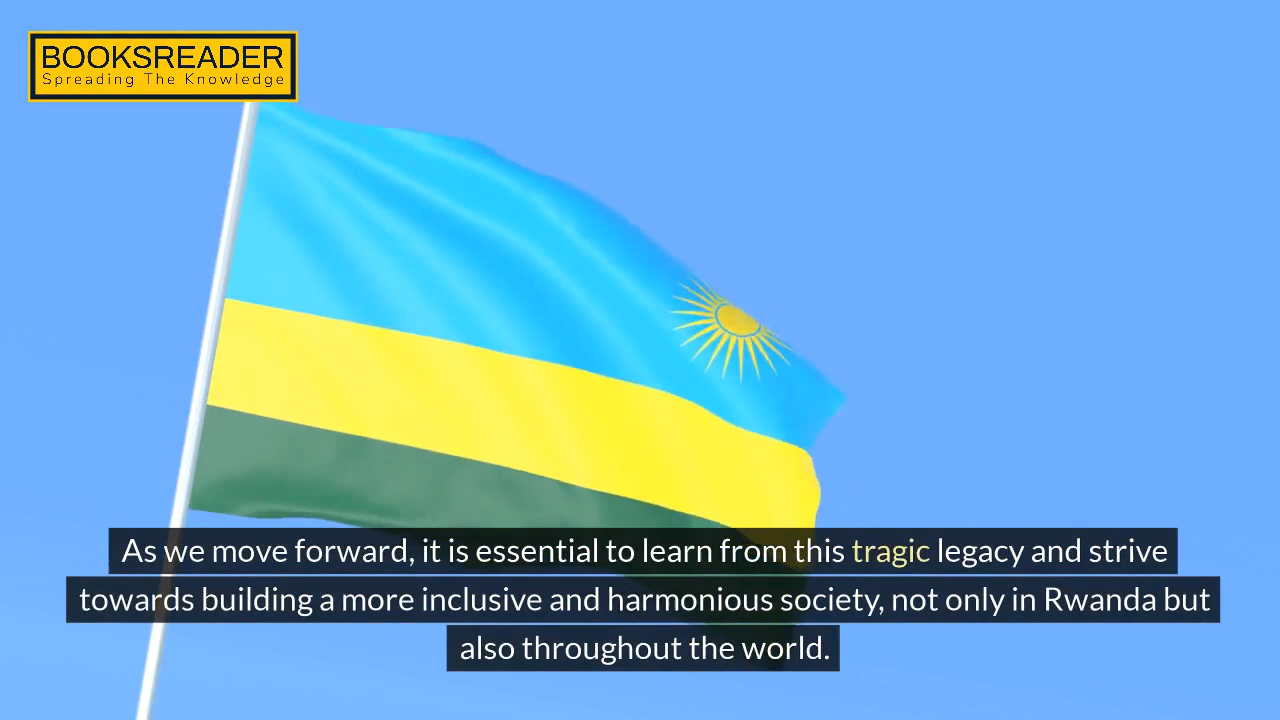 BOOKSREADER
Spreading The Knowledge
As we move forward, it is essential to learn from this tragic legacy and strive
towards building a more inclusive and harmonious society, not only in Rwanda but
also throughout the world.